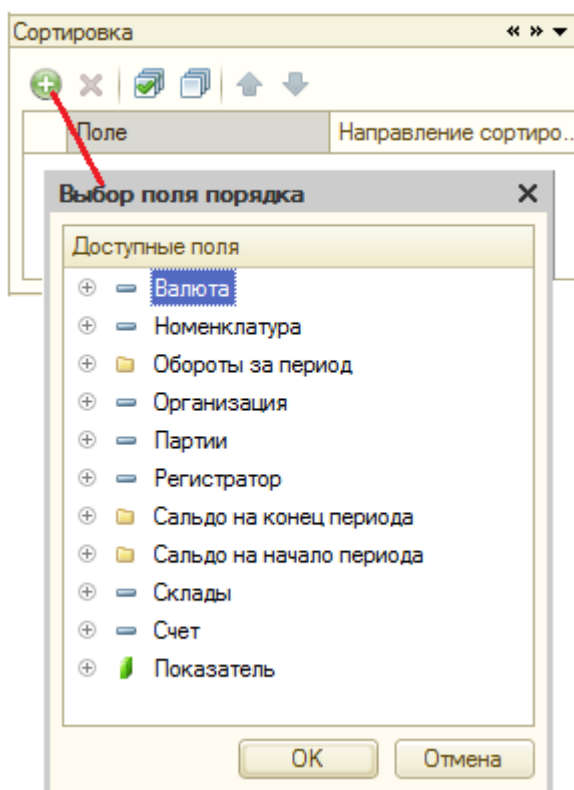 Сортировка
Поле
Направление сортиро..
Выбор поля порядка
Доступные поля
Валюта
Номенклатура
Обороты за период
Организация
Партии
Регистратор
Сальдо на конец периода
Сальдо на начало периода
Склады
Счет
Показатель
OK Отмена